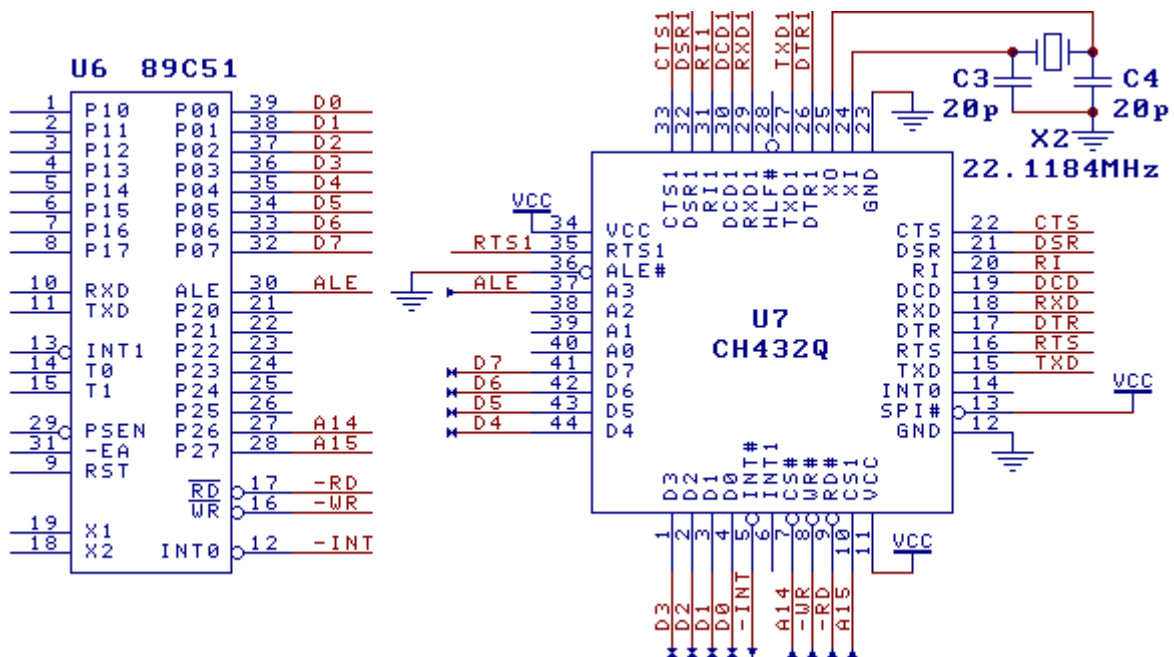 U6 89C51
1 P10 P00 39 D0
2 P11 P01 38 D1
3 P12 P02 37 D2
4 P13 P03 36 D3
5 P14 P04 35 D4
6 P15 P05 34 D5
7 P16 P06 33 D6
8 P17 P07 32 D7
10 RXD ALE 30 ALE
11 TXD P20 21
P21 22
13 INT1 P22 23
14 T0 P23 24
15 T1 P24 25
P25 26
29 PSEN P26 27 A14
31 -EA P27 28 A15
9 RST
RD 17 -RD
WR 16 -WR
19 X1
18 X2 INT0 12 -INT
CTS1 DSR1 RI1 DCD1 RXD1 TXD1 DTR1
33 32 31 30 29 28 27 26 25 24 23
CTS1 DSR1 RI1 DCD1 RXD1 HLF# TXD1 DTR1 XO XI GND
C3 C4
20p 20p
X2
22.1184MHz
VCC 34 VCC
RTS1 35 RTS1
36 ALE#
ALE 37 A3
38 A2
39 A1
40 A0
D7 41 D7
D6 42 D6
D5 43 D5
D4 44 D4
U7
CH432Q
CTS 22 CTS
DSR 21 DSR
RI 20 RI
DCD 19 DCD
RXD 18 RXD
DTR 17 DTR
RTS 16 RTS
TXD 15 TXD
INT0 14
SPI# 13 VCC
GND 12
D3 D2 D1 D0 INT# INT1 CS# WR# RD# CS1 VCC
1 2 3 4 5 6 7 8 9 10 11
VCC
D3 D2 D1 D0 -INT A14 -WR -RD A15